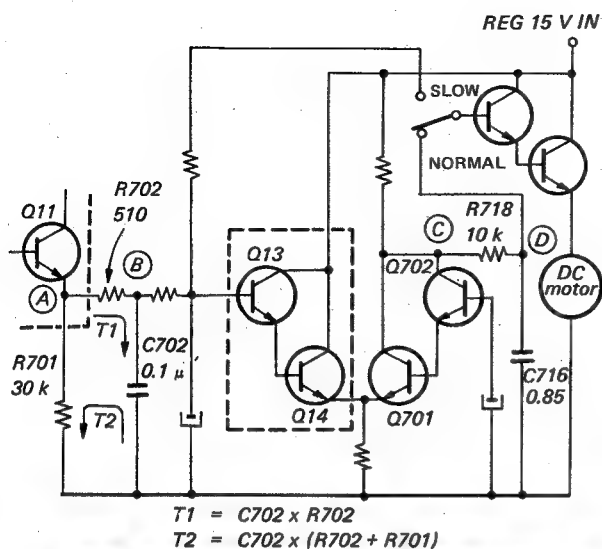 REG 15 V IN
SLOW
NORMAL
R702
510
Q11
A
B
C
D
R718
10 k
Q13
Q702
DC
motor
T1
C702
0.1 μ
R701
30 k
T2
Q14
Q701
C716
0.85
T1 = C702 x R702
T2 = C702 x (R702 + R701)